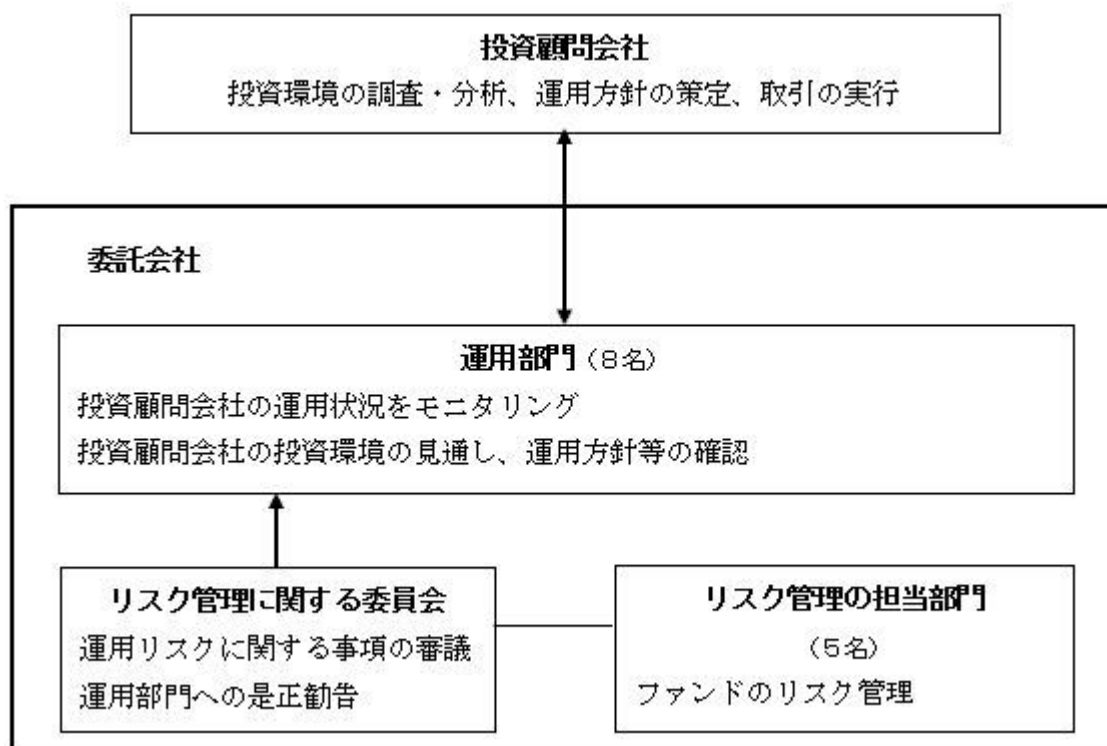 投資顧問会社
投資環境の調査・分析、運用方針の策定、取引の実行
委託会社
運用部門（８名）
投資顧問会社の運用状況をモニタリング
投資顧問会社の投資環境の見通し、運用方針等の確認
リスク管理に関する委員会
運用リスクに関する事項の審議
運用部門への是正勧告
リスク管理の担当部門
（５名）
ファンドのリスク管理